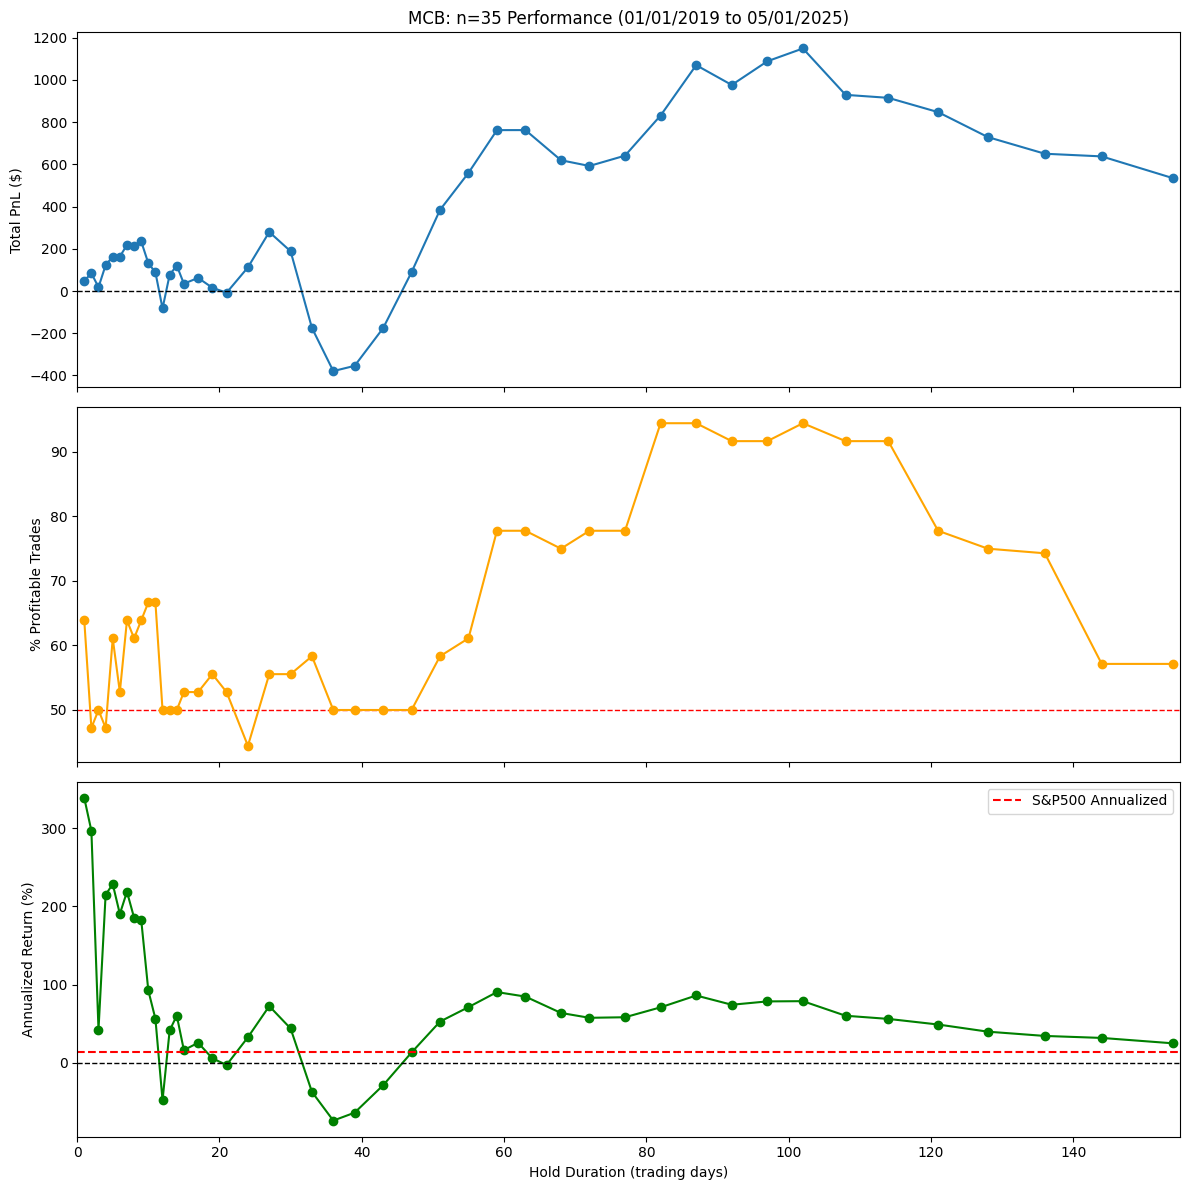 MCB: n=35 Performance (01/01/2019 to 05/01/2025)
Total PnL ($)
1200
1000
800
600
400
200
0
−200
−400
% Profitable Trades
90
80
70
60
50
Annualized Return (%)
300
200
100
0
S&P500 Annualized
0 20 40 60 80 100 120 140
Hold Duration (trading days)